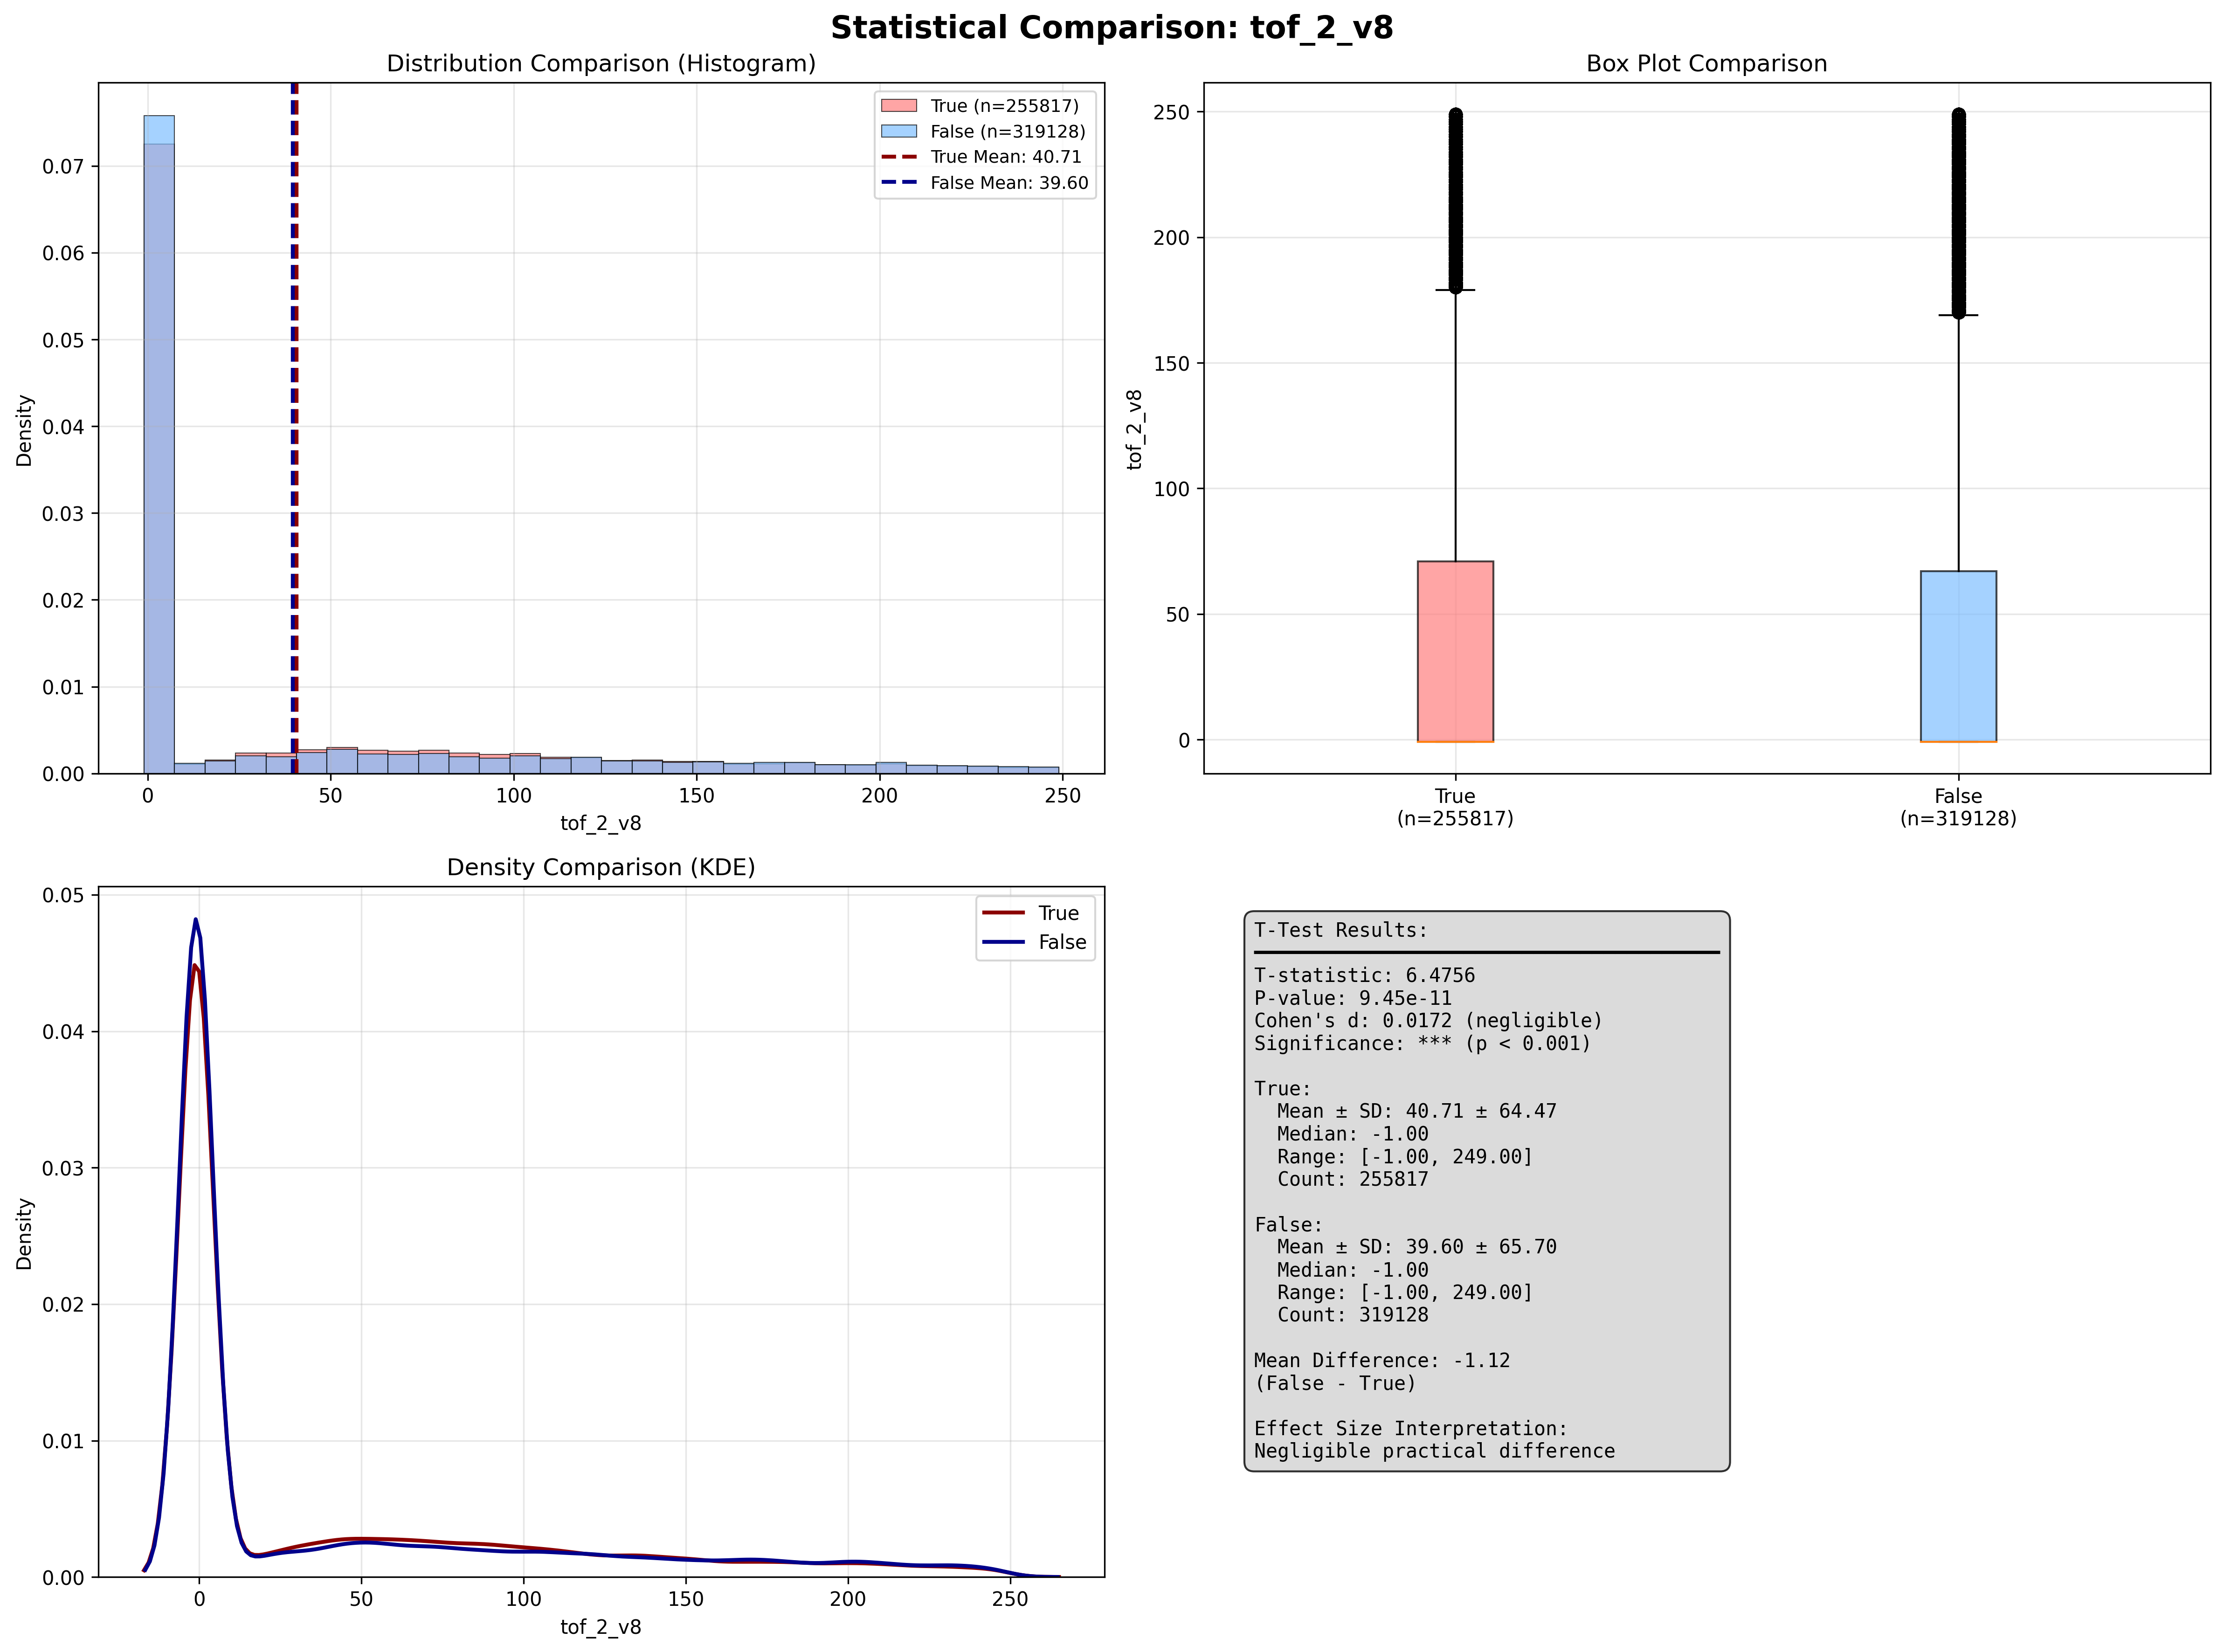 Statistical Comparison: tof_2_v8
Distribution Comparison (Histogram)
True (n=255817)
False (n=319128)
True Mean: 40.71
False Mean: 39.60
Density
0.07
0.06
0.05
0.04
0.03
0.02
0.01
0.00
0 50 100 150 200 250
tof_2_v8
Box Plot Comparison
tof_2_v8
250
200
150
100
50
0
True
(n=255817)
False
(n=319128)
Density Comparison (KDE)
True
False
Density
0.05
0.04
0.03
0.02
0.01
0.00
0 50 100 150 200 250
tof_2_v8
T-Test Results:
T-statistic: 6.4756
P-value: 9.45e-11
Cohen's d: 0.0172 (negligible)
Significance: *** (p < 0.001)
True:
Mean ± SD: 40.71 ± 64.47
Median: -1.00
Range: [-1.00, 249.00]
Count: 255817
False:
Mean ± SD: 39.60 ± 65.70
Median: -1.00
Range: [-1.00, 249.00]
Count: 319128
Mean Difference: -1.12
(False - True)
Effect Size Interpretation:
Negligible practical difference